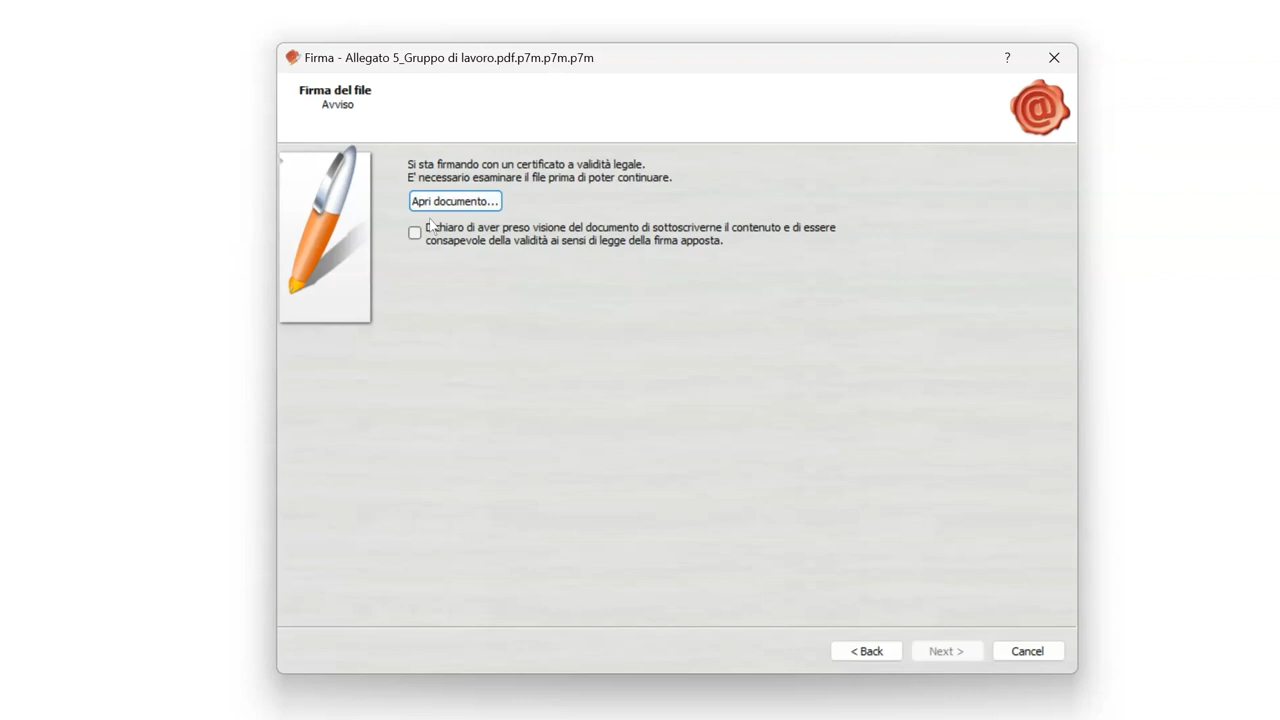 Firma - Allegato 5_Gruppo di lavoro.pdf.p7m.p7m.p7m
?
Firma del file
Avviso
@
Si sta firmando con un certificato a validità legale.
E' necessario esaminare il file prima di poter continuare.
Apri documento...
Dichiaro di aver preso visione del documento di sottoscriverne il contenuto e di essere
consapevole della validità ai sensi di legge della firma apposta.
< Back
Next >
Cancel